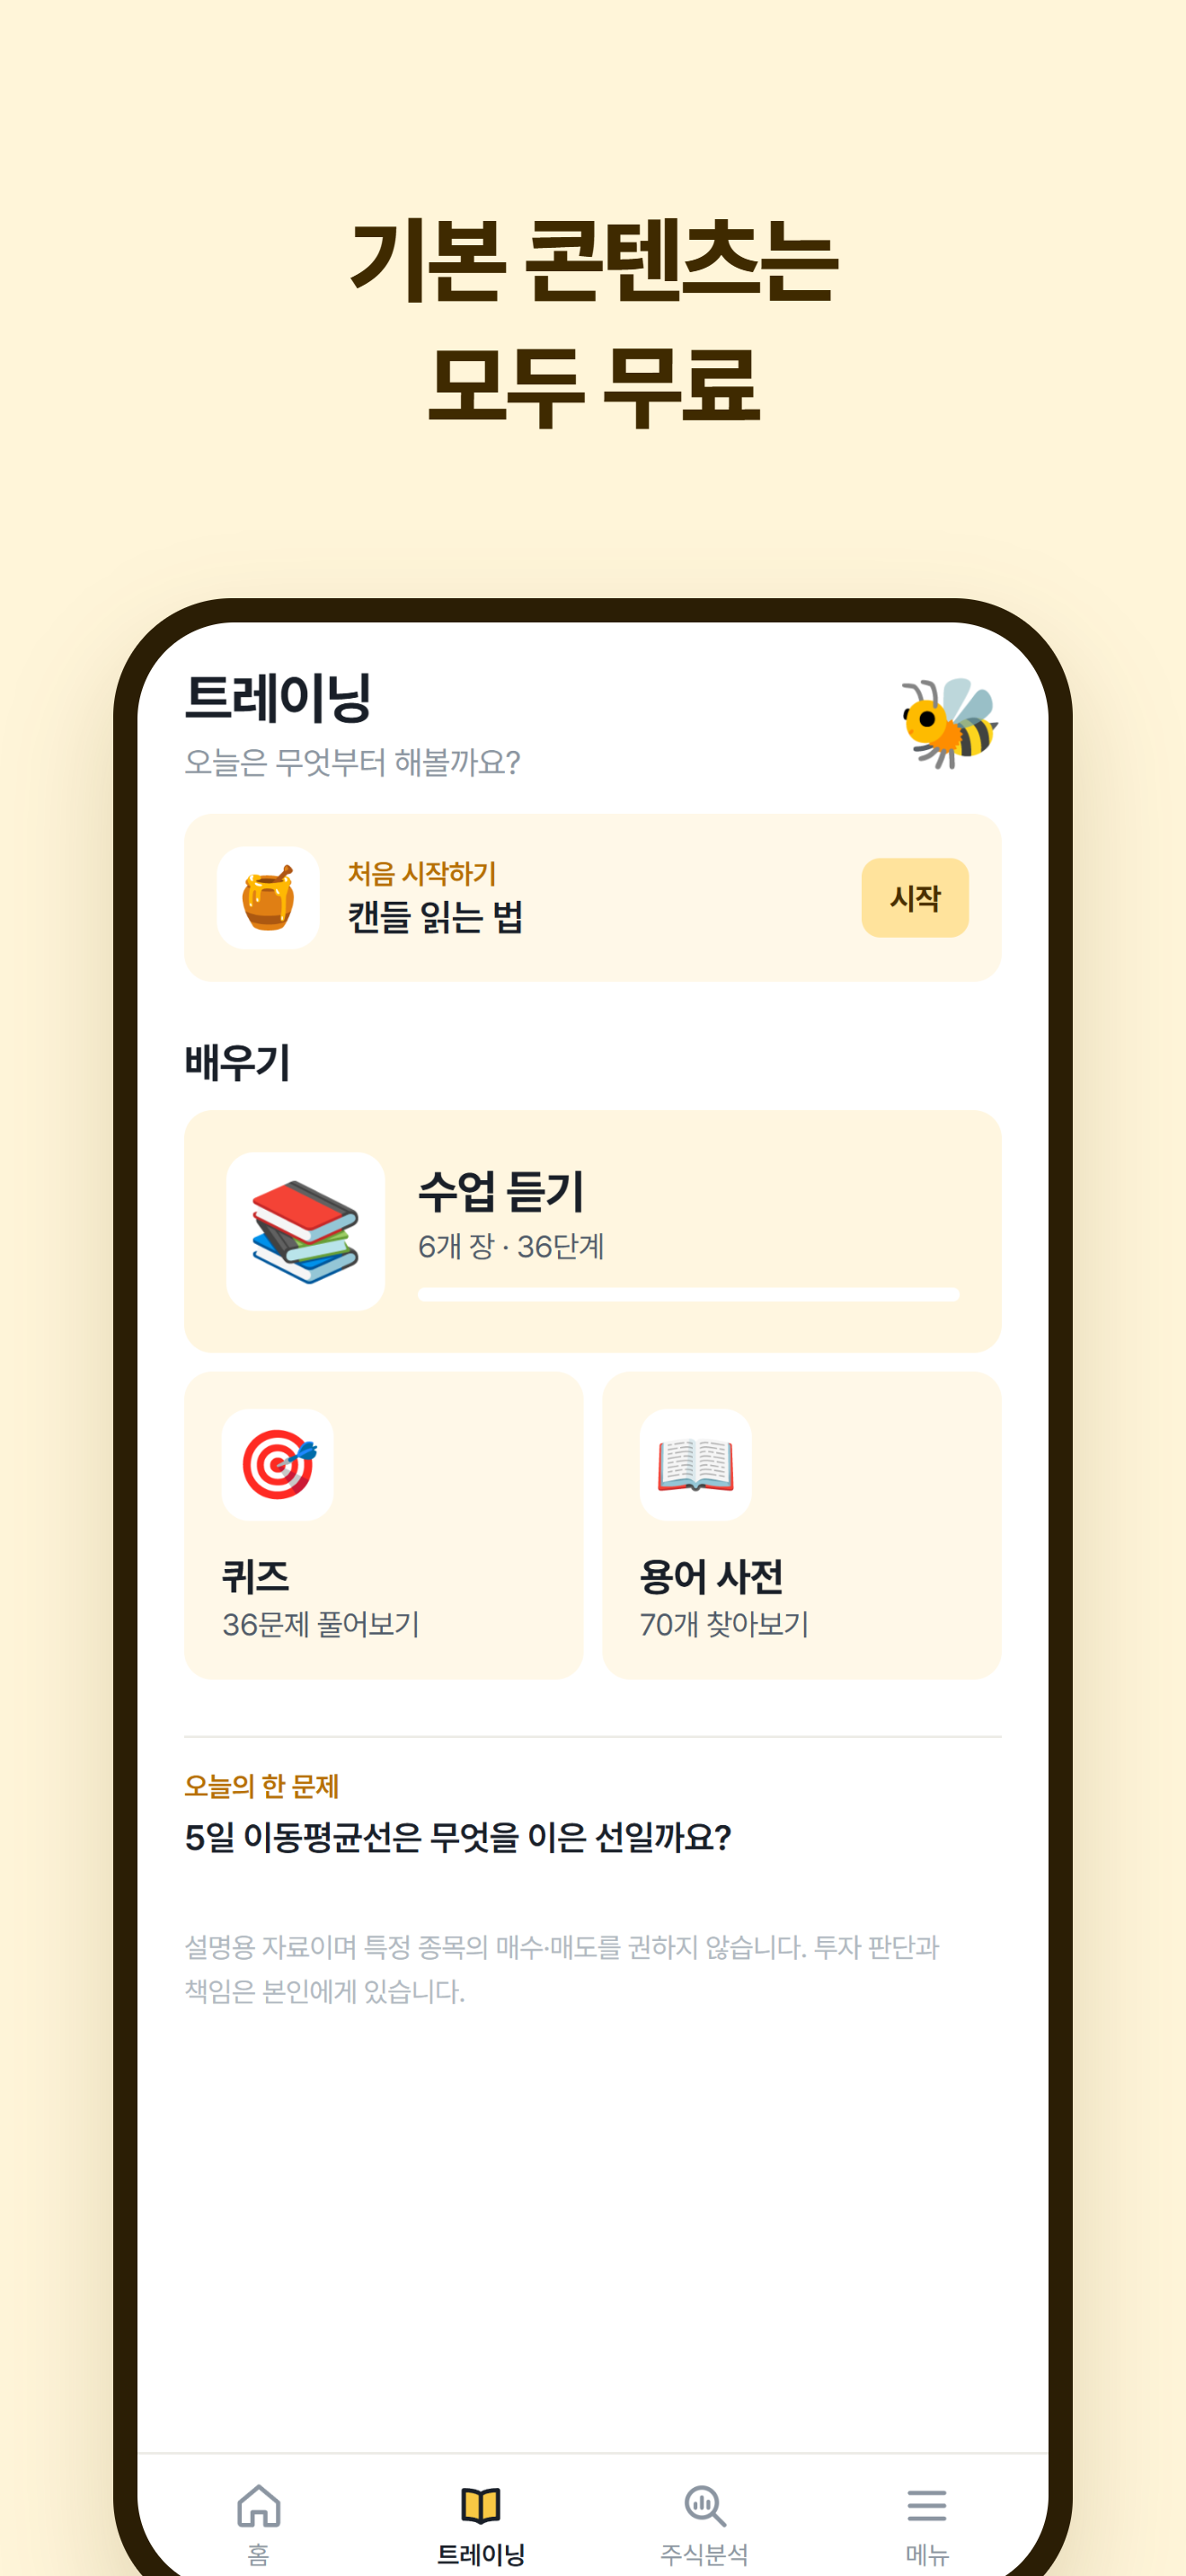 기본 콘텐츠는
모두 무료
트레이닝
오늘은 무엇부터 해볼까요?
처음 시작하기
캔들 읽는 법
시작
배우기
수업 듣기
6개 장 · 36단계
퀴즈
36문제 풀어보기
용어 사전
70개 찾아보기
오늘의 한 문제
5일 이동평균선은 무엇을 이은 선일까요?
설명용 자료이며 특정 종목의 매수·매도를 권하지 않습니다. 투자 판단과
책임은 본인에게 있습니다.
홈
트레이닝
주식분석
메뉴